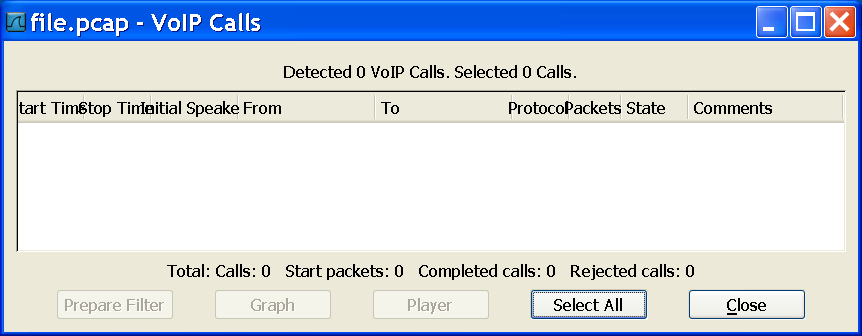 file.pcap - VoIP Calls
Detected 0 VoIP Calls. Selected 0 Calls.
tart Time Stop Time Initial Speake From To Protocol Packets State Comments
Total: Calls: 0 Start packets: 0 Completed calls: 0 Rejected calls: 0
Prepare Filter Graph Player Select All Close